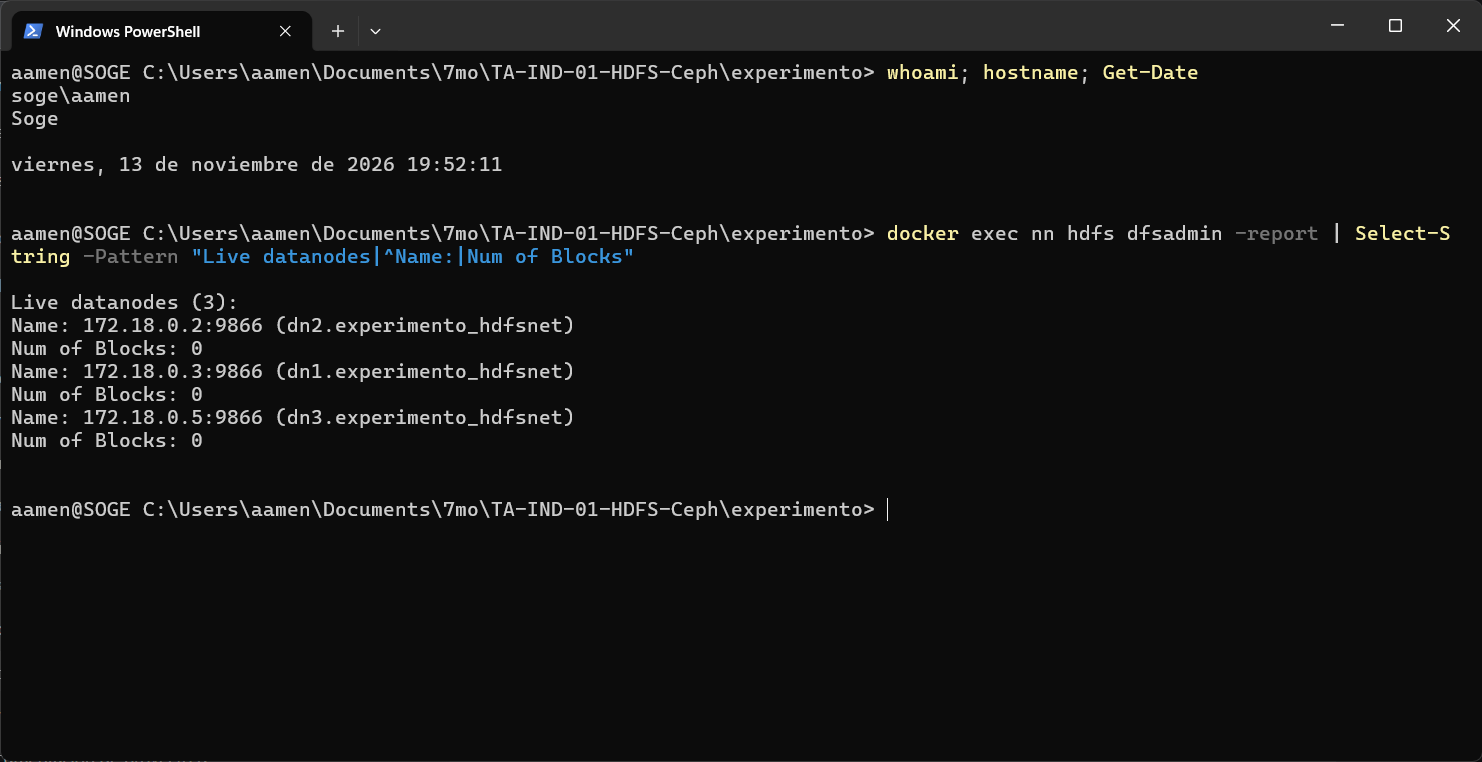 Windows PowerShell
aamen@SOGE C:\Users\aamen\Documents\7mo\TA-IND-01-HDFS-Ceph\experimento> whoami; hostname; Get-Date
soge\aamen
Soge
viernes, 13 de noviembre de 2026 19:52:11
aamen@SOGE C:\Users\aamen\Documents\7mo\TA-IND-01-HDFS-Ceph\experimento> docker exec nn hdfs dfsadmin -report | Select-S
tring -Pattern "Live datanodes|^Name:|Num of Blocks"
Live datanodes (3):
Name: 172.18.0.2:9866 (dn2.experimento_hdfsnet)
Num of Blocks: 0
Name: 172.18.0.3:9866 (dn1.experimento_hdfsnet)
Num of Blocks: 0
Name: 172.18.0.5:9866 (dn3.experimento_hdfsnet)
Num of Blocks: 0
aamen@SOGE C:\Users\aamen\Documents\7mo\TA-IND-01-HDFS-Ceph\experimento>